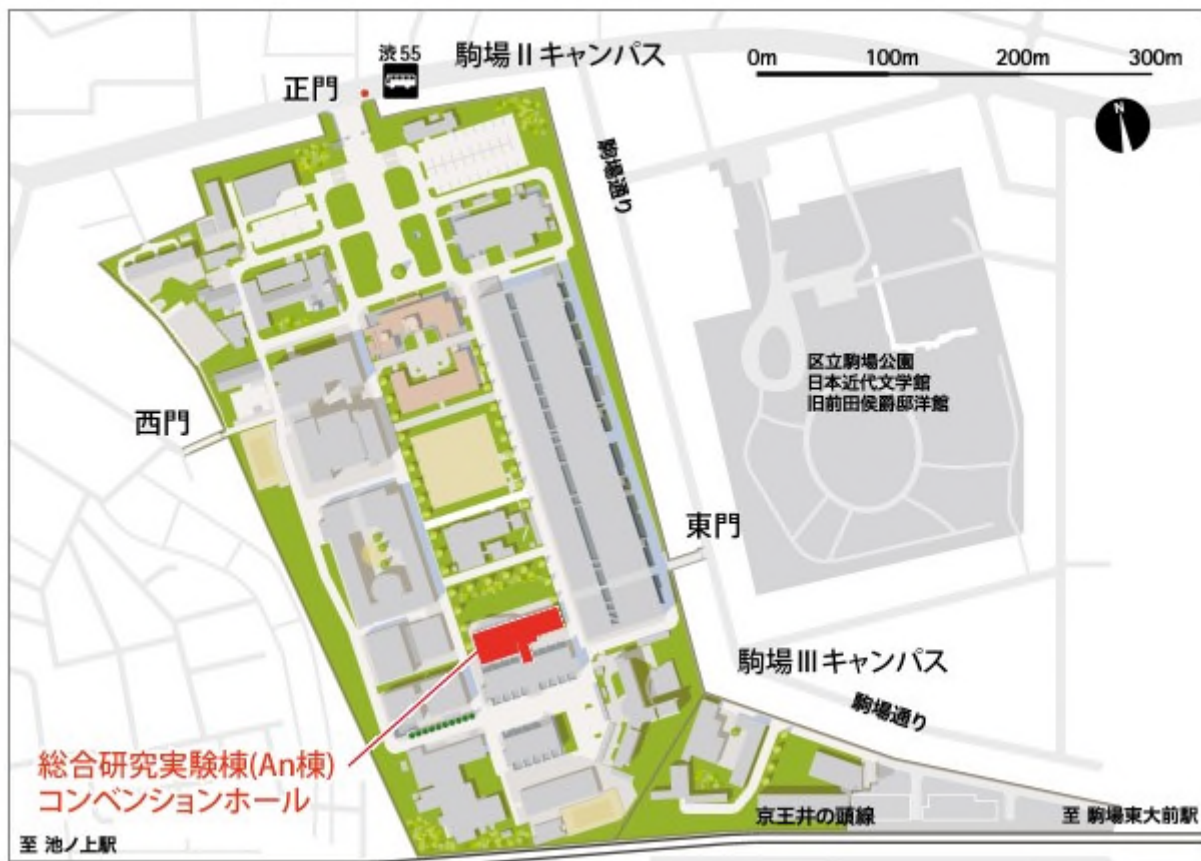 渋55
駒場IIキャンパス
0m 100m 200m 300m
正門
N
駒場通り
区立駒場公園
日本近代文学館
旧前田侯爵邸洋館
西門
東門
駒場IIIキャンパス
駒場通り
総合研究実験棟(An棟)
コンベンションホール
京王井の頭線
至 駒場東大前駅
至 池ノ上駅